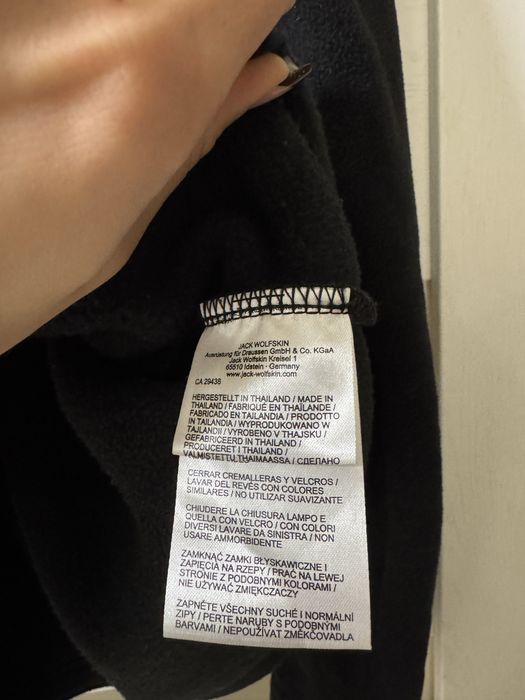 JACK WOLFSKIN
Ausrüstung für Draussen GmbH & Co. KGaA
Jack Wolfskin Kreisel 1
65510 Idstein - Germany
www.jack-wolfskin.com
CA 29438
HERGESTELLT IN THAILAND / MADE IN
THAILAND / FABRIQUÉ EN THAÏLANDE /
FABRICADO EN TAILANDIA / PRODOTTO
IN TAILANDIA / WYPRODUKOWANO W
TAJLANDII / VYROBENO V THAJSKU /
GEFABRICEERD IN THAILAND /
PRODUCERET I THAILAND /
VALMISTETTU THAIMAASSA / СДЕЛАНО
CERRAR CREMALLERAS Y VELCROS /
LAVAR DEL REVÉS CON COLORES
SIMILARES / NO UTILIZAR SUAVIZANTE
CHIUDERE LA CHIUSURA LAMPO E
QUELLA CON VELCRO / CON COLORI
DIVERSI LAVARE DA SINISTRA / NON
USARE AMMORBIDENTE
ZAMKNĄĆ ZAMKI BŁYSKAWICZNE I
ZAPIĘCIA NA RZEPY / PRAĆ NA LEWEJ
STRONIE Z PODOBNYMI KOLORAMI /
NIE UŻYWAĆ ZMIĘKCZACZY
ZAPNĚTE VŠECHNY SUCHÉ I NORMÁLNÍ
ZIPY / PERTE NARUBY S PODOBNÝMI
BARVAMI / NEPOUŽÍVAT ZMĚKČOVADLA